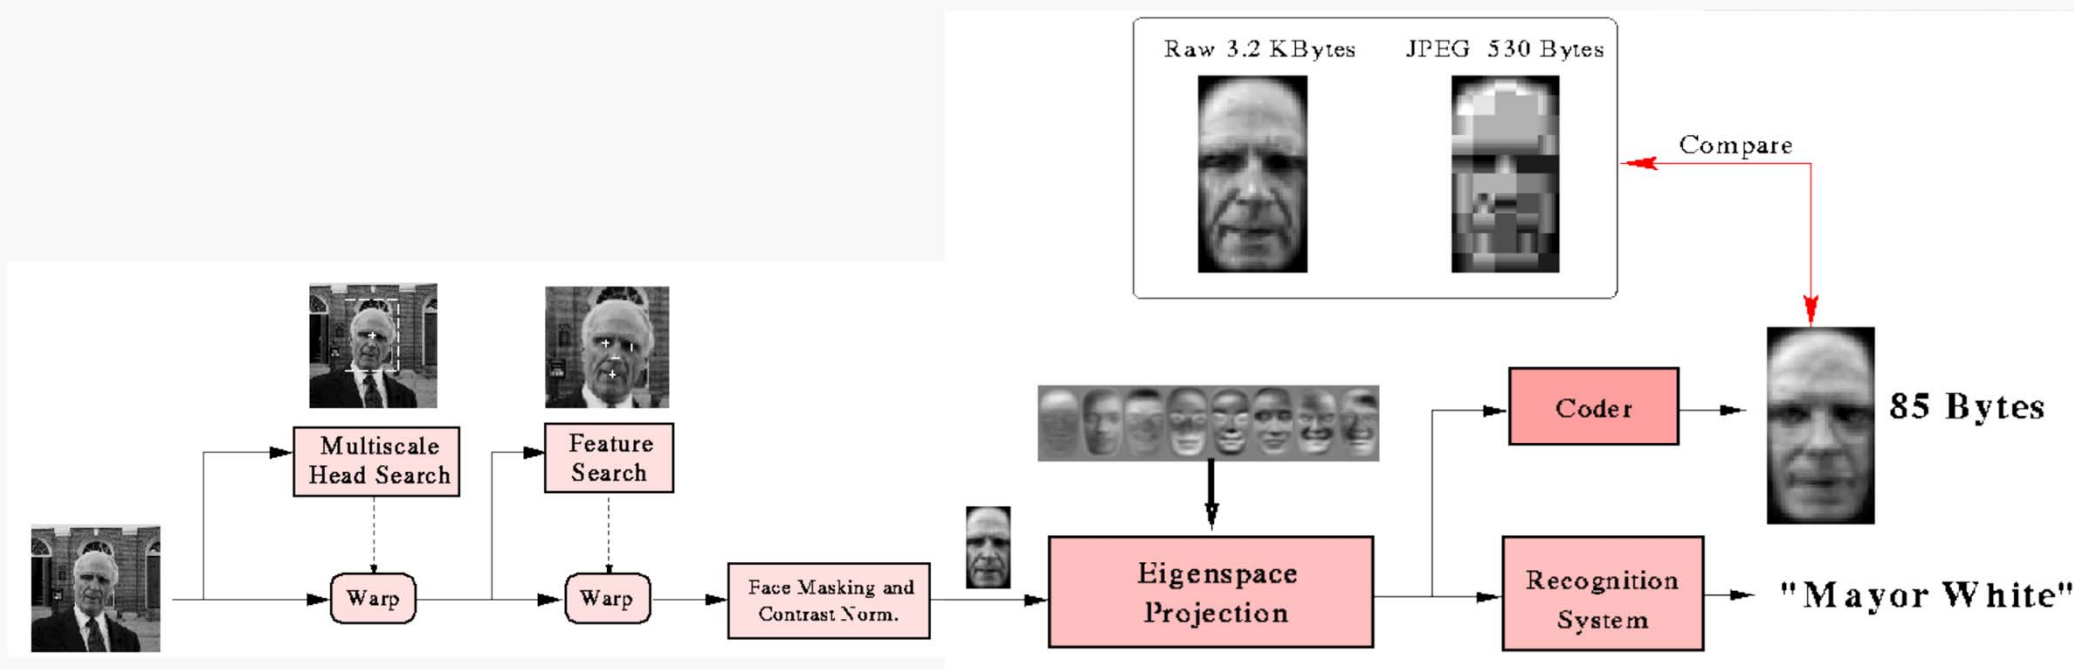 Raw 3.2 KBytes
JPEG 530 Bytes
Compare
Multiscale
Head Search
Feature
Search
Warp
Warp
Face Masking and
Contrast Norm.
Eigenspace
Projection
Coder
85 Bytes
Recognition
System
"Mayor White"